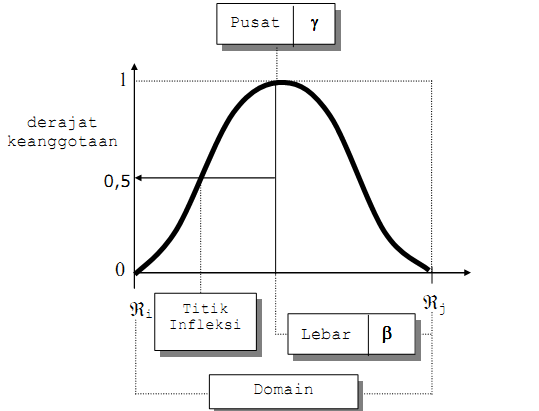 Pusat γ
1
derajat
keanggotaan
0,5
0
ℜi
Titik
Infleksi
ℜj
Lebar β
Domain